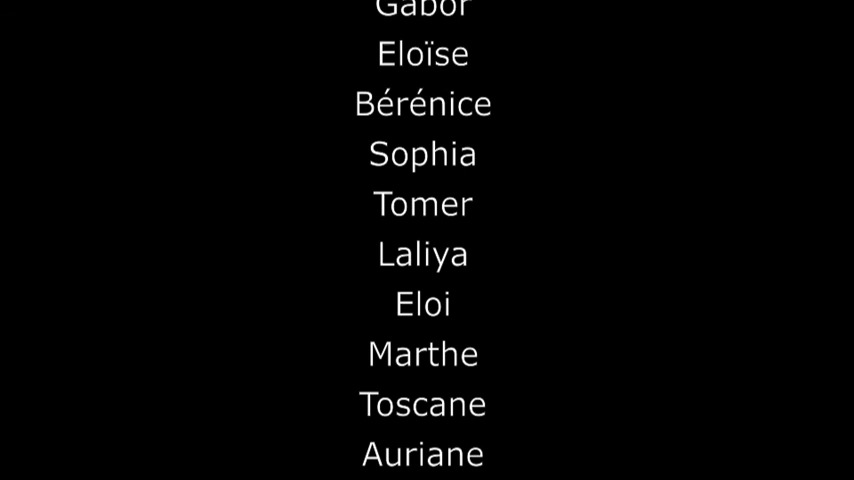 Gabor
Eloïse
Bérénice
Sophia
Tomer
Laliya
Eloi
Marthe
Toscane
Auriane